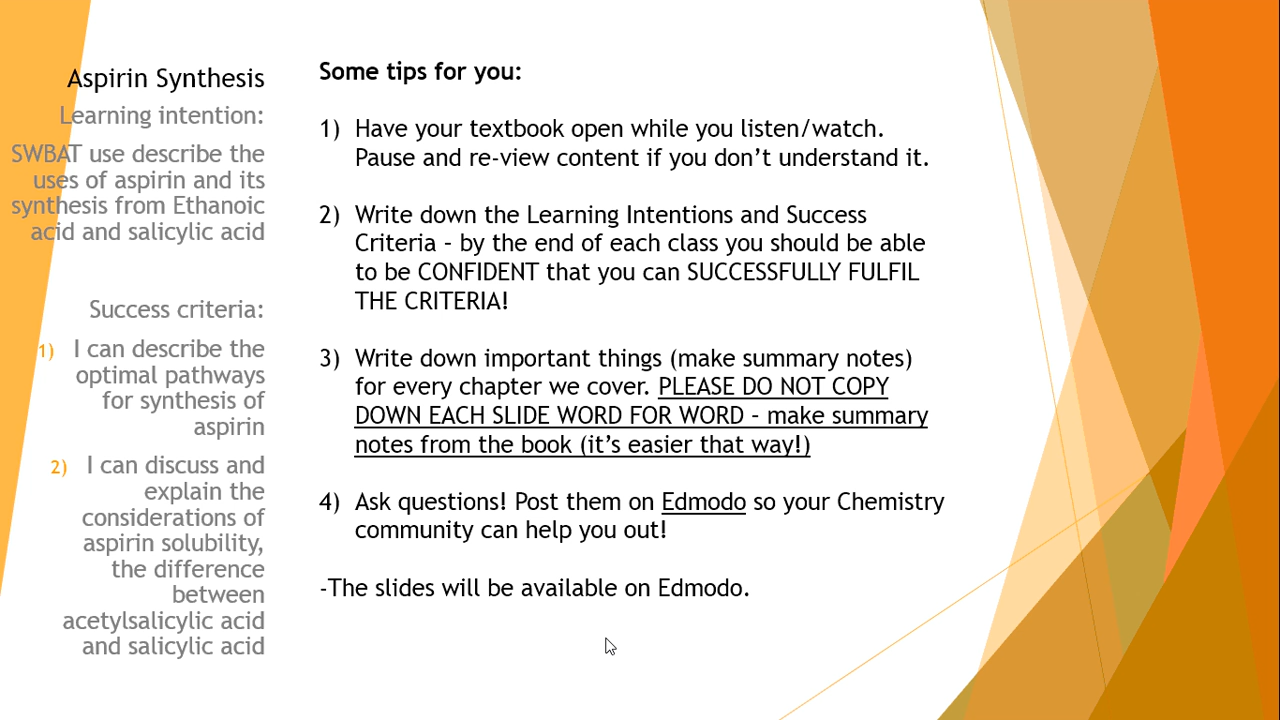 Aspirin Synthesis
Learning intention:
SWBAT use describe the
uses of aspirin and its
synthesis from Ethanoic
acid and salicylic acid
Success criteria:
1) I can describe the
optimal pathways
for synthesis of
aspirin
2) I can discuss and
explain the
considerations of
aspirin solubility,
the difference
between
acetylsalicylic acid
and salicylic acid
Some tips for you:
1) Have your textbook open while you listen/watch.
Pause and re-view content if you don’t understand it.
2) Write down the Learning Intentions and Success
Criteria – by the end of each class you should be able
to be CONFIDENT that you can SUCCESSFULLY FULFIL
THE CRITERIA!
3) Write down important things (make summary notes)
for every chapter we cover. PLEASE DO NOT COPY
DOWN EACH SLIDE WORD FOR WORD – make summary
notes from the book (it’s easier that way!)
4) Ask questions! Post them on Edmodo so your Chemistry
community can help you out!
-The slides will be available on Edmodo.